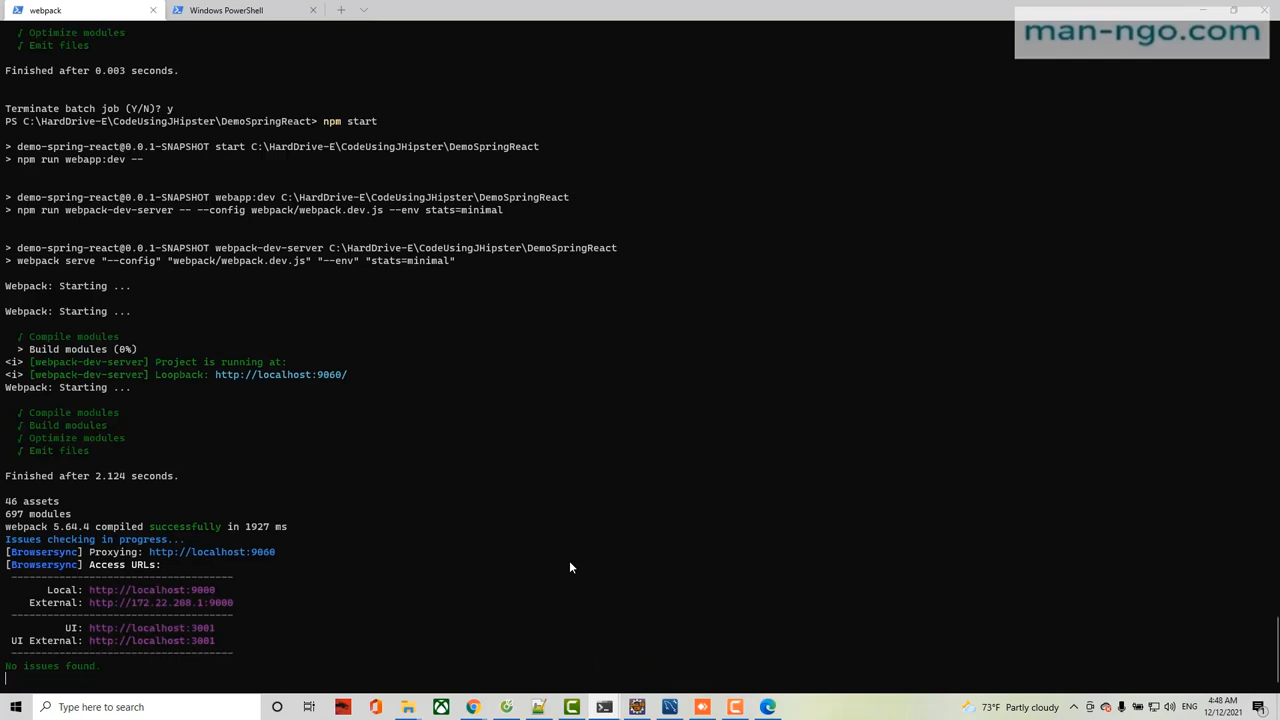 webpack
Windows PowerShell
man-ngo.com
√ Optimize modules
√ Emit files
Finished after 0.003 seconds.
Terminate batch job (Y/N)? y
PS C:\HardDrive-E\CodeUsingJHipster\DemoSpringReact> npm start
> demo-spring-react@0.0.1-SNAPSHOT start C:\HardDrive-E\CodeUsingJHipster\DemoSpringReact
> npm run webapp:dev --
> demo-spring-react@0.0.1-SNAPSHOT webapp:dev C:\HardDrive-E\CodeUsingJHipster\DemoSpringReact
> npm run webpack-dev-server -- --config webpack/webpack.dev.js --env stats=minimal
> demo-spring-react@0.0.1-SNAPSHOT webpack-dev-server C:\HardDrive-E\CodeUsingJHipster\DemoSpringReact
> webpack serve "--config" "webpack/webpack.dev.js" "--env" "stats=minimal"
Webpack: Starting ...
Webpack: Starting ...
√ Compile modules
> Build modules (0%)
<i> [webpack-dev-server] Project is running at:
<i> [webpack-dev-server] Loopback: http://localhost:9060/
Webpack: Starting ...
√ Compile modules
√ Build modules
√ Optimize modules
√ Emit files
Finished after 2.124 seconds.
46 assets
697 modules
webpack 5.64.4 compiled successfully in 1927 ms
Issues checking in progress...
[Browsersync] Proxying: http://localhost:9060
[Browsersync] Access URLs:
--------------------------------------
Local: http://localhost:9000
External: http://172.22.208.1:9000
--------------------------------------
UI: http://localhost:3001
UI External: http://localhost:3001
--------------------------------------
No issues found.
Type here to search
73°F Partly cloudy
ENG
4:48 AM
12/12/2021